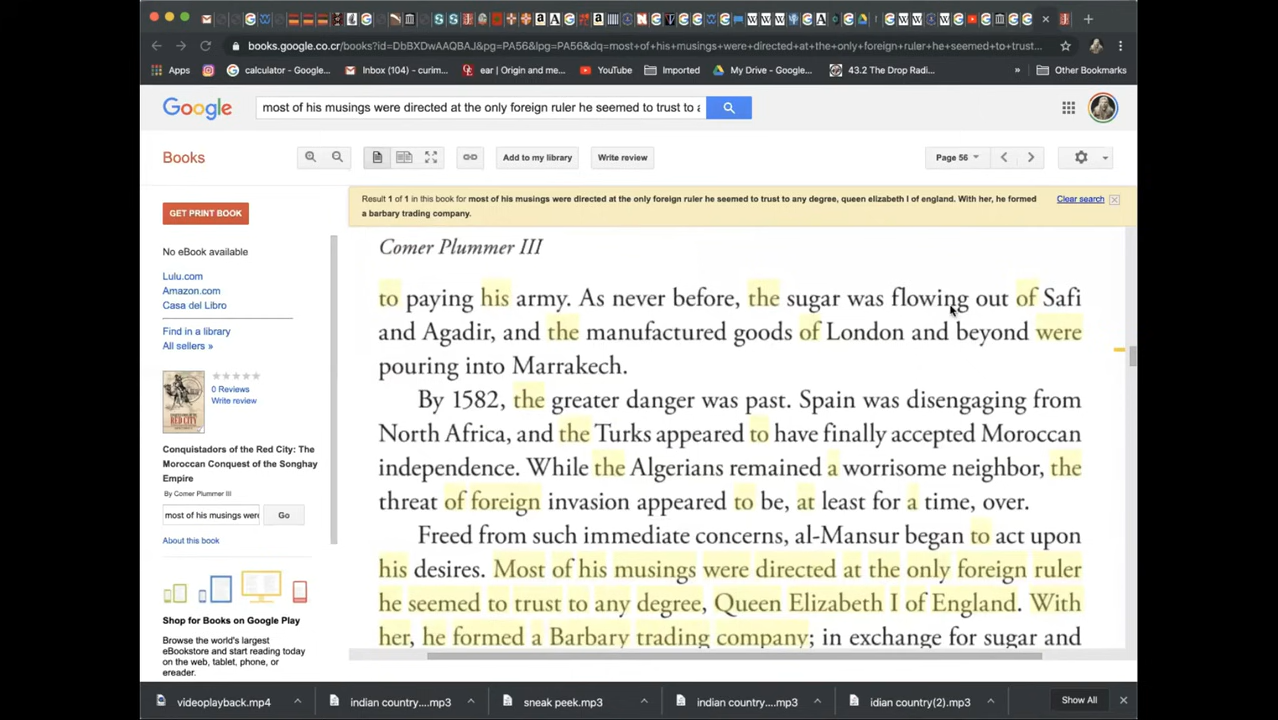 books.google.co.cr/books?id=DbBXDwAAQBAJ&pg=PA56&lpg=PA56&dq=most+of+his+musings+were+directed+at+the+only+foreign+ruler+he+seemed+to+trust...
Apps
calculator - Google...
Inbox (104) - curim...
ear | Origin and me...
YouTube
Imported
My Drive - Google...
43.2 The Drop Radi...
»
Other Bookmarks
Google
most of his musings were directed at the only foreign ruler he seemed to trust to a
Books
Add to my library
Write review
Page 56
Result 1 of 1 in this book for most of his musings were directed at the only foreign ruler he seemed to trust to any degree, queen elizabeth I of england. With her, he formed
a barbary trading company.
Clear search
GET PRINT BOOK
No eBook available
Lulu.com
Amazon.com
Casa del Libro
Find in a library
All sellers »
0 Reviews
Write review
Conquistadors of the Red City: The
Moroccan Conquest of the Songhay
Empire
By Comer Plummer III
most of his musings were
Go
About this book
Shop for Books on Google Play
Browse the world's largest
eBookstore and start reading today
on the web, tablet, phone, or
ereader.
Comer Plummer III
to paying his army. As never before, the sugar was flowing out of Safi
and Agadir, and the manufactured goods of London and beyond were
pouring into Marrakech.
By 1582, the greater danger was past. Spain was disengaging from
North Africa, and the Turks appeared to have finally accepted Moroccan
independence. While the Algerians remained a worrisome neighbor, the
threat of foreign invasion appeared to be, at least for a time, over.
Freed from such immediate concerns, al-Mansur began to act upon
his desires. Most of his musings were directed at the only foreign ruler
he seemed to trust to any degree, Queen Elizabeth I of England. With
her, he formed a Barbary trading company; in exchange for sugar and
videoplayback.mp4
indian country....mp3
sneak peek.mp3
indian country....mp3
idian country(2).mp3
Show All